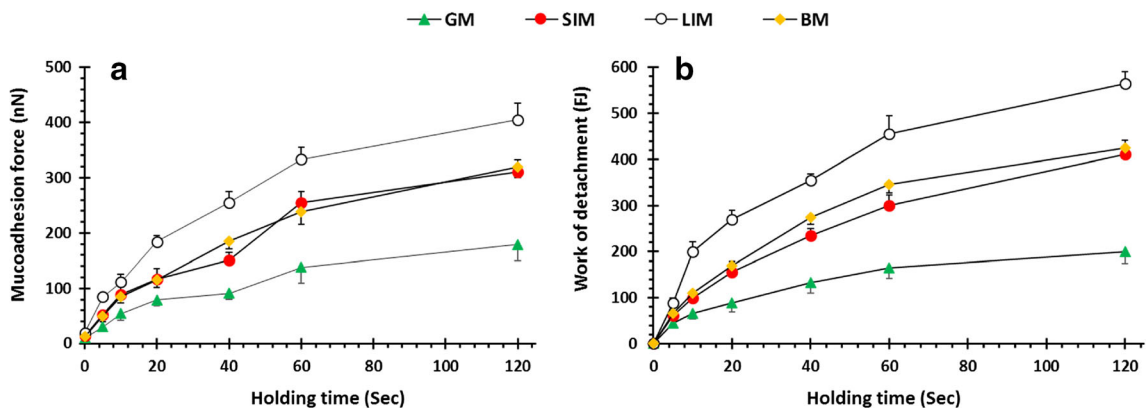 GM SIM LIM BM
a
Mucoadhesion force (nN)
500
400
300
200
100
0
0 20 40 60 80 100 120
Holding time (Sec)
b
Work of detachment (FJ)
600
500
400
300
200
100
0
0 20 40 60 80 100 120
Holding time (Sec)